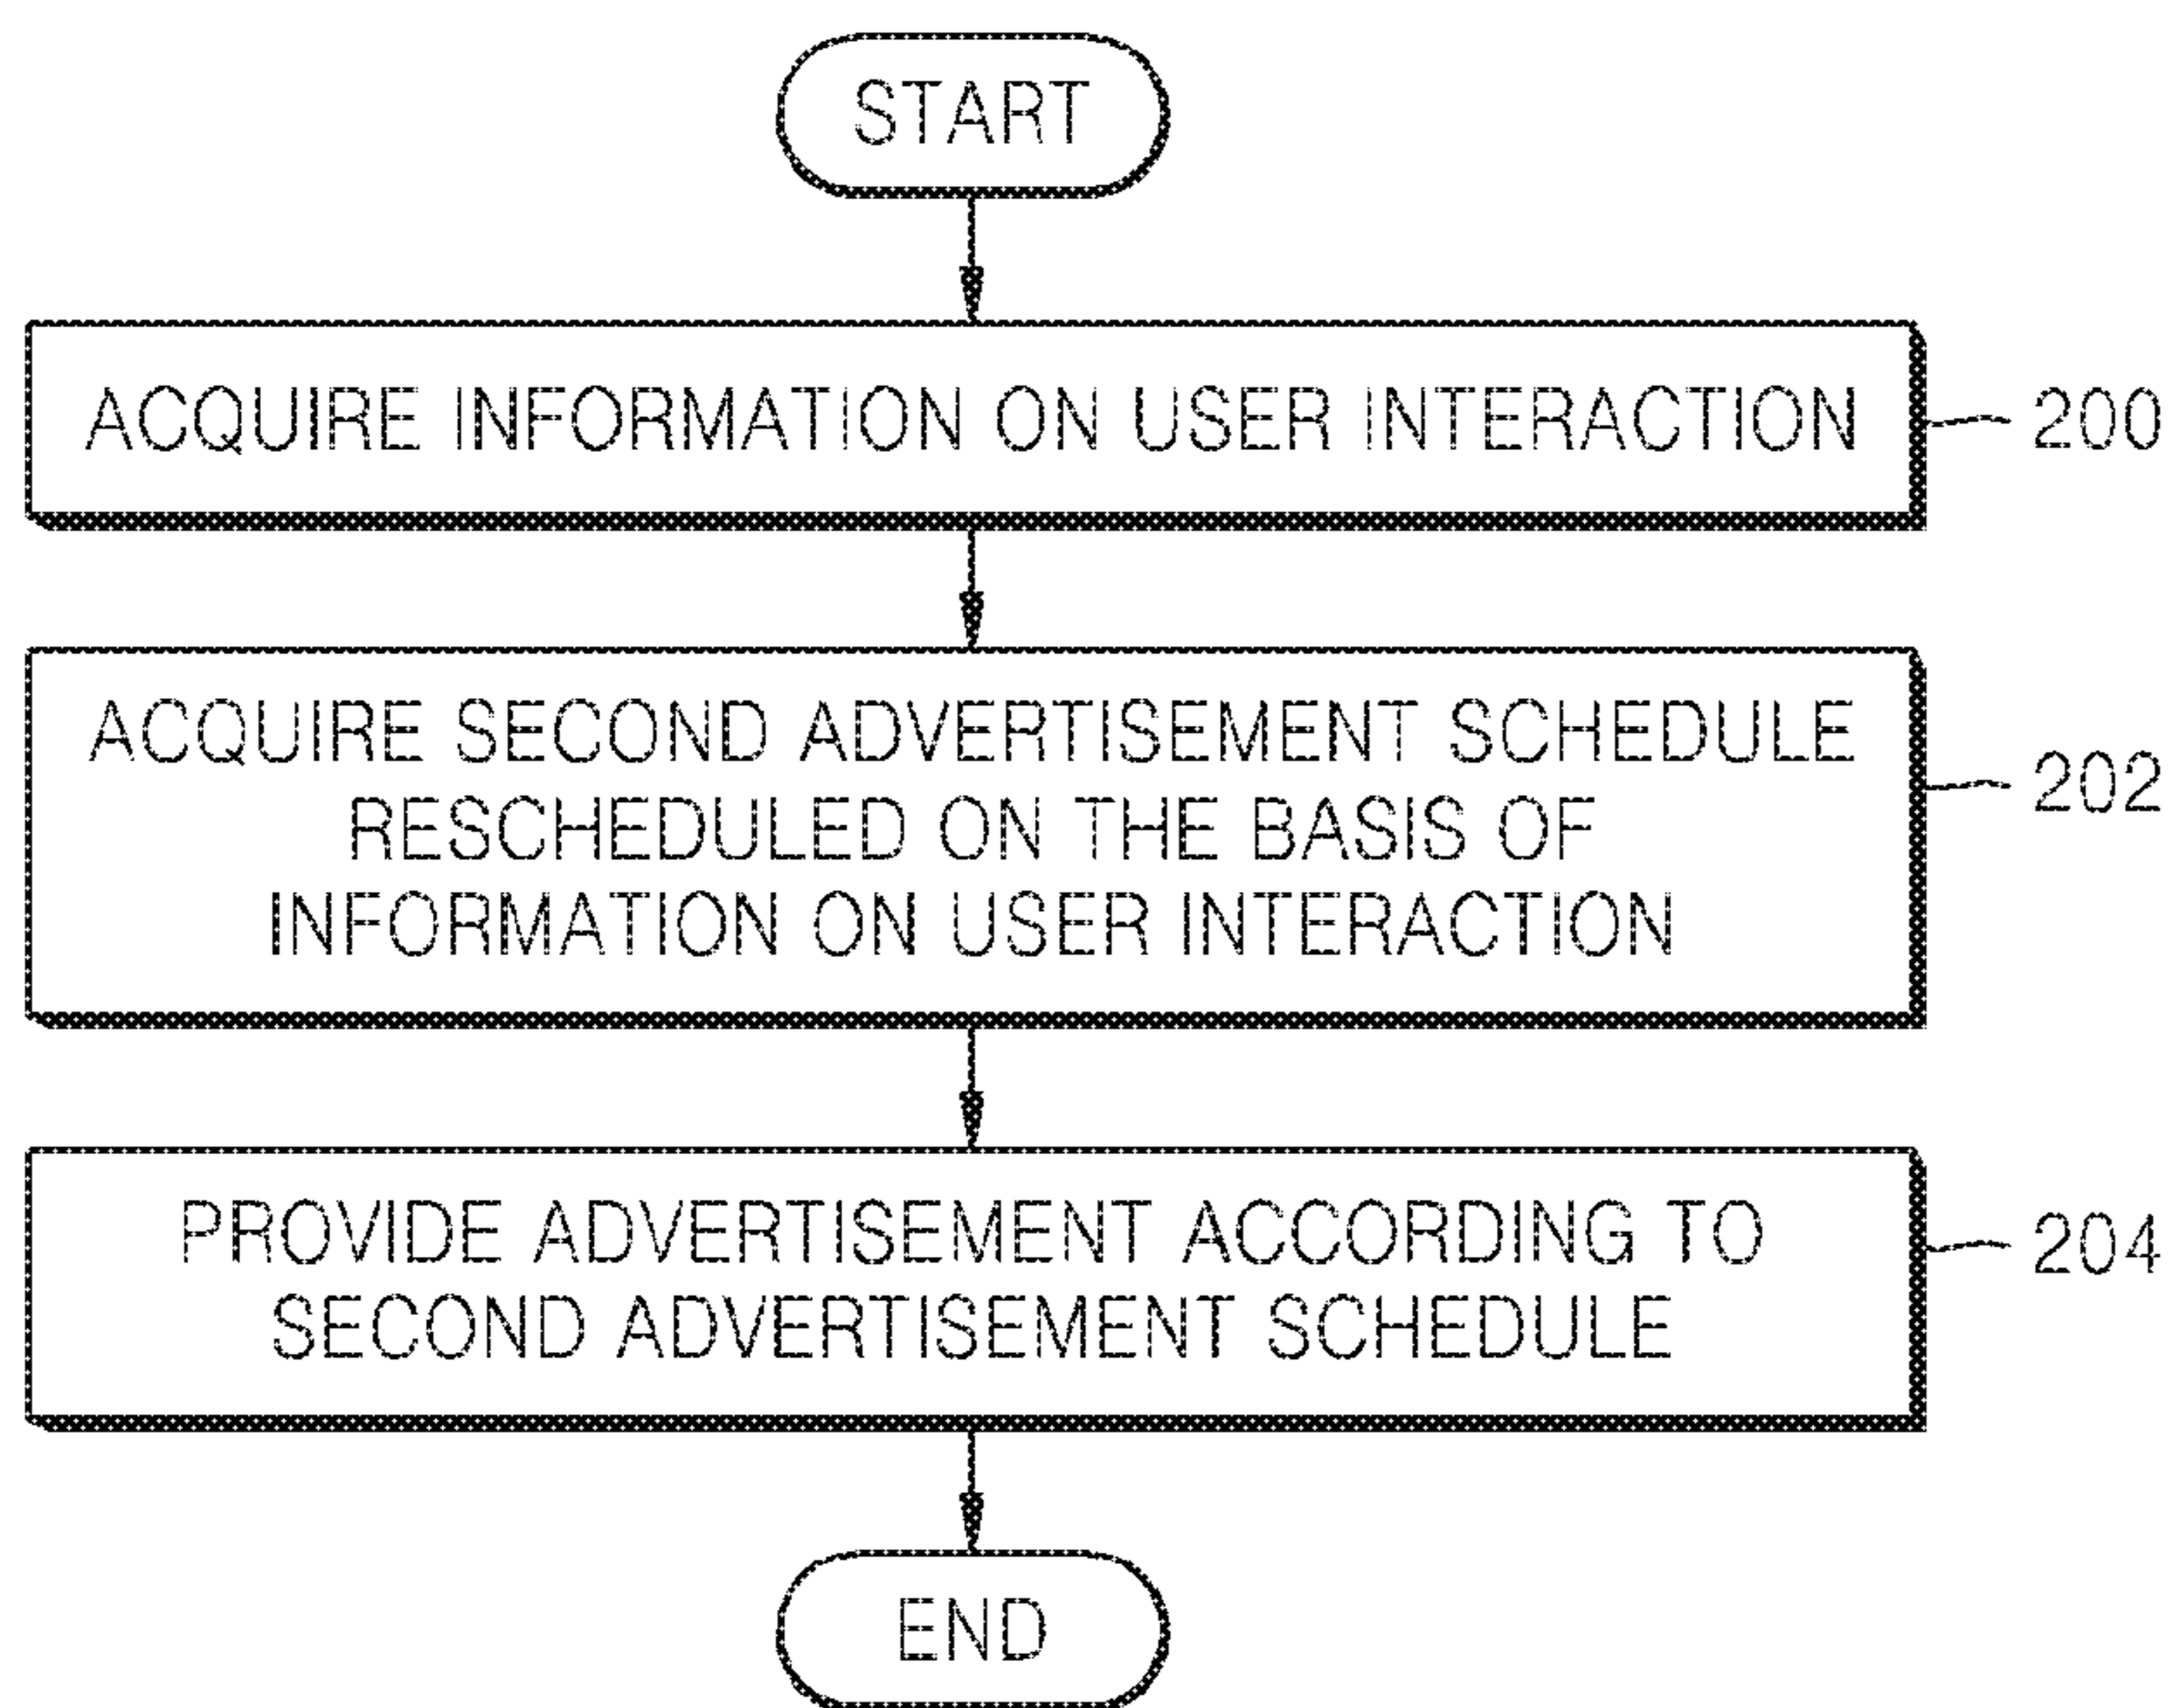 START
ACQUIRE INFORMATION ON USER INTERACTION
200
ACQUIRE SECOND ADVERTISEMENT SCHEDULE
RESCHEDULED ON THE BASIS OF
INFORMATION ON USER INTERACTION
202
PROVIDE ADVERTISEMENT ACCORDING TO
SECOND ADVERTISEMENT SCHEDULE
204
END